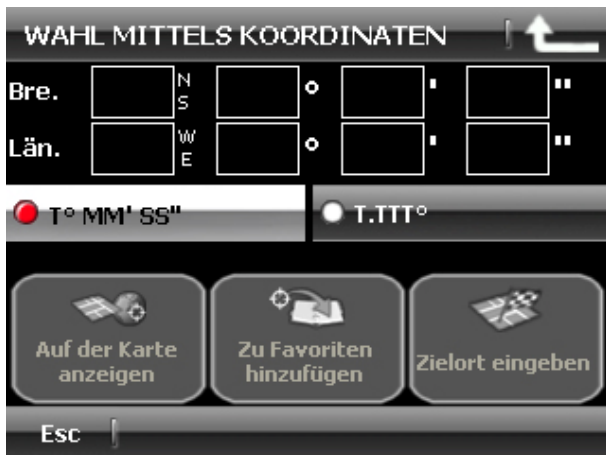 WAHL MITTELS KOORDINATEN
Bre. N S ° ' "
Län. W E ° ' "
T° MM' SS" T.TTT°
Auf der Karte anzeigen
Zu Favoriten hinzufügen
Zielort eingeben
Esc